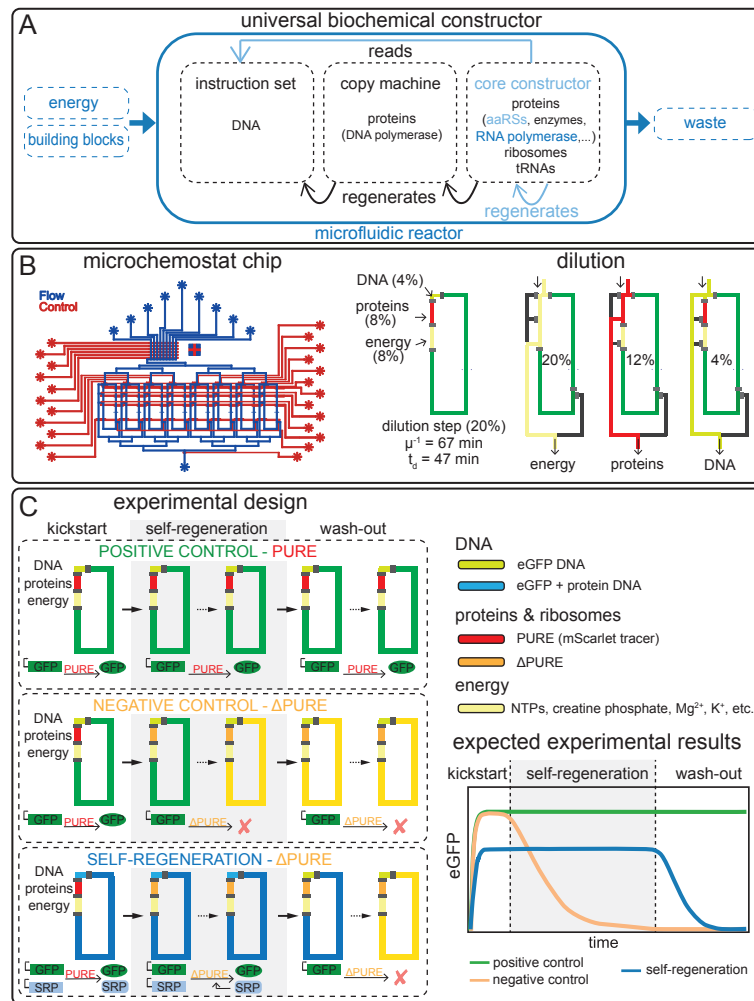 A
universal biochemical constructor
reads
energy
building blocks
instruction set
DNA
copy machine
proteins
(DNA polymerase)
core constructor
proteins
(aaRSs, enzymes,
RNA polymerase,...)
ribosomes
tRNAs
waste
regenerates
regenerates
microfluidic reactor
B
microchemostat chip
Flow
Control
dilution
DNA (4%)
proteins
(8%)
energy
(8%)
20%
12%
4%
dilution step (20%)
μ⁻¹ = 67 min
t_d = 47 min
energy
proteins
DNA
C
experimental design
kickstart
self-regeneration
wash-out
POSITIVE CONTROL - PURE
DNA
proteins
energy
GFP PURE GFP
GFP PURE GFP
GFP PURE GFP
NEGATIVE CONTROL - ΔPURE
DNA
proteins
energy
GFP PURE GFP
GFP ΔPURE
GFP ΔPURE
SELF-REGENERATION - ΔPURE
DNA
proteins
energy
GFP PURE GFP
SRP SRP
GFP ΔPURE GFP
SRP SRP
GFP ΔPURE
DNA
eGFP DNA
eGFP + protein DNA
proteins & ribosomes
PURE (mScarlet tracer)
ΔPURE
energy
NTPs, creatine phosphate, Mg²⁺, K⁺, etc.
expected experimental results
kickstart
self-regeneration
wash-out
eGFP
time
positive control
negative control
self-regeneration